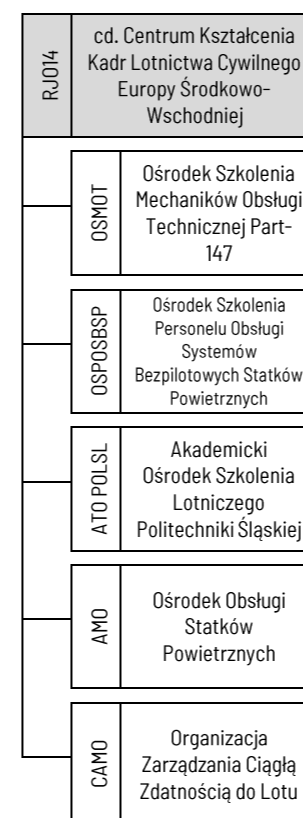 RJO14
cd. Centrum Kształcenia
Kadr Lotnictwa Cywilnego
Europy Środkowo-
Wschodniej
OSMOT
Ośrodek Szkolenia
Mechaników Obsługi
Technicznej Part-
147
OSPOSBSP
Ośrodek Szkolenia
Personelu Obsługi
Systemów
Bezpilotowych Statków
Powietrznych
ATO POLSL
Akademicki
Ośrodek Szkolenia
Lotniczego
Politechniki Śląskiej
AMO
Ośrodek Obsługi
Statków
Powietrznych
CAMO
Organizacja
Zarządzania Ciągłą
Zdatnością do Lotu